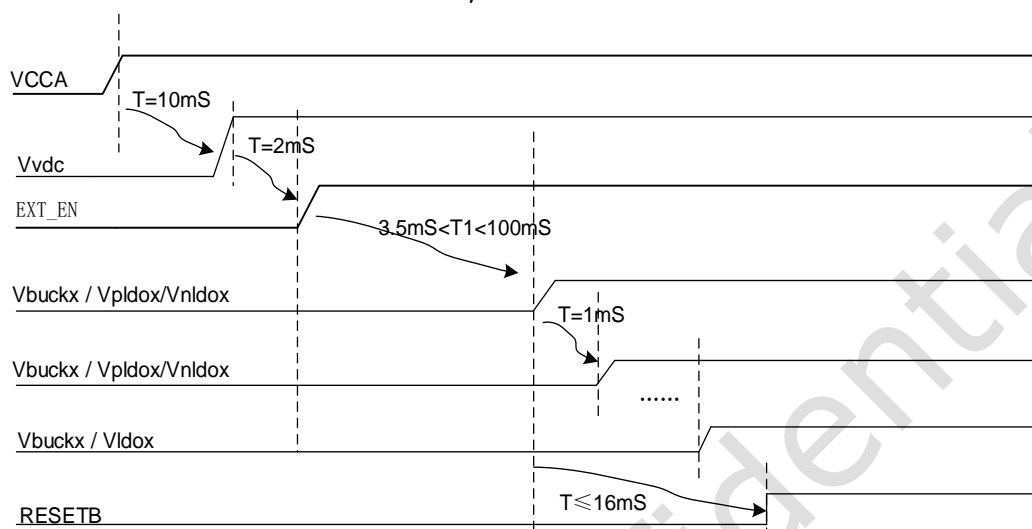 VCCA
T=10mS
Vvdc
T=2mS
EXT_EN
3.5mS<T1<100mS
Vbuckx / Vpldox/Vnldox
T=1mS
Vbuckx / Vpldox/Vnldox
......
Vbuckx / Vldox
T≤16mS
RESETB